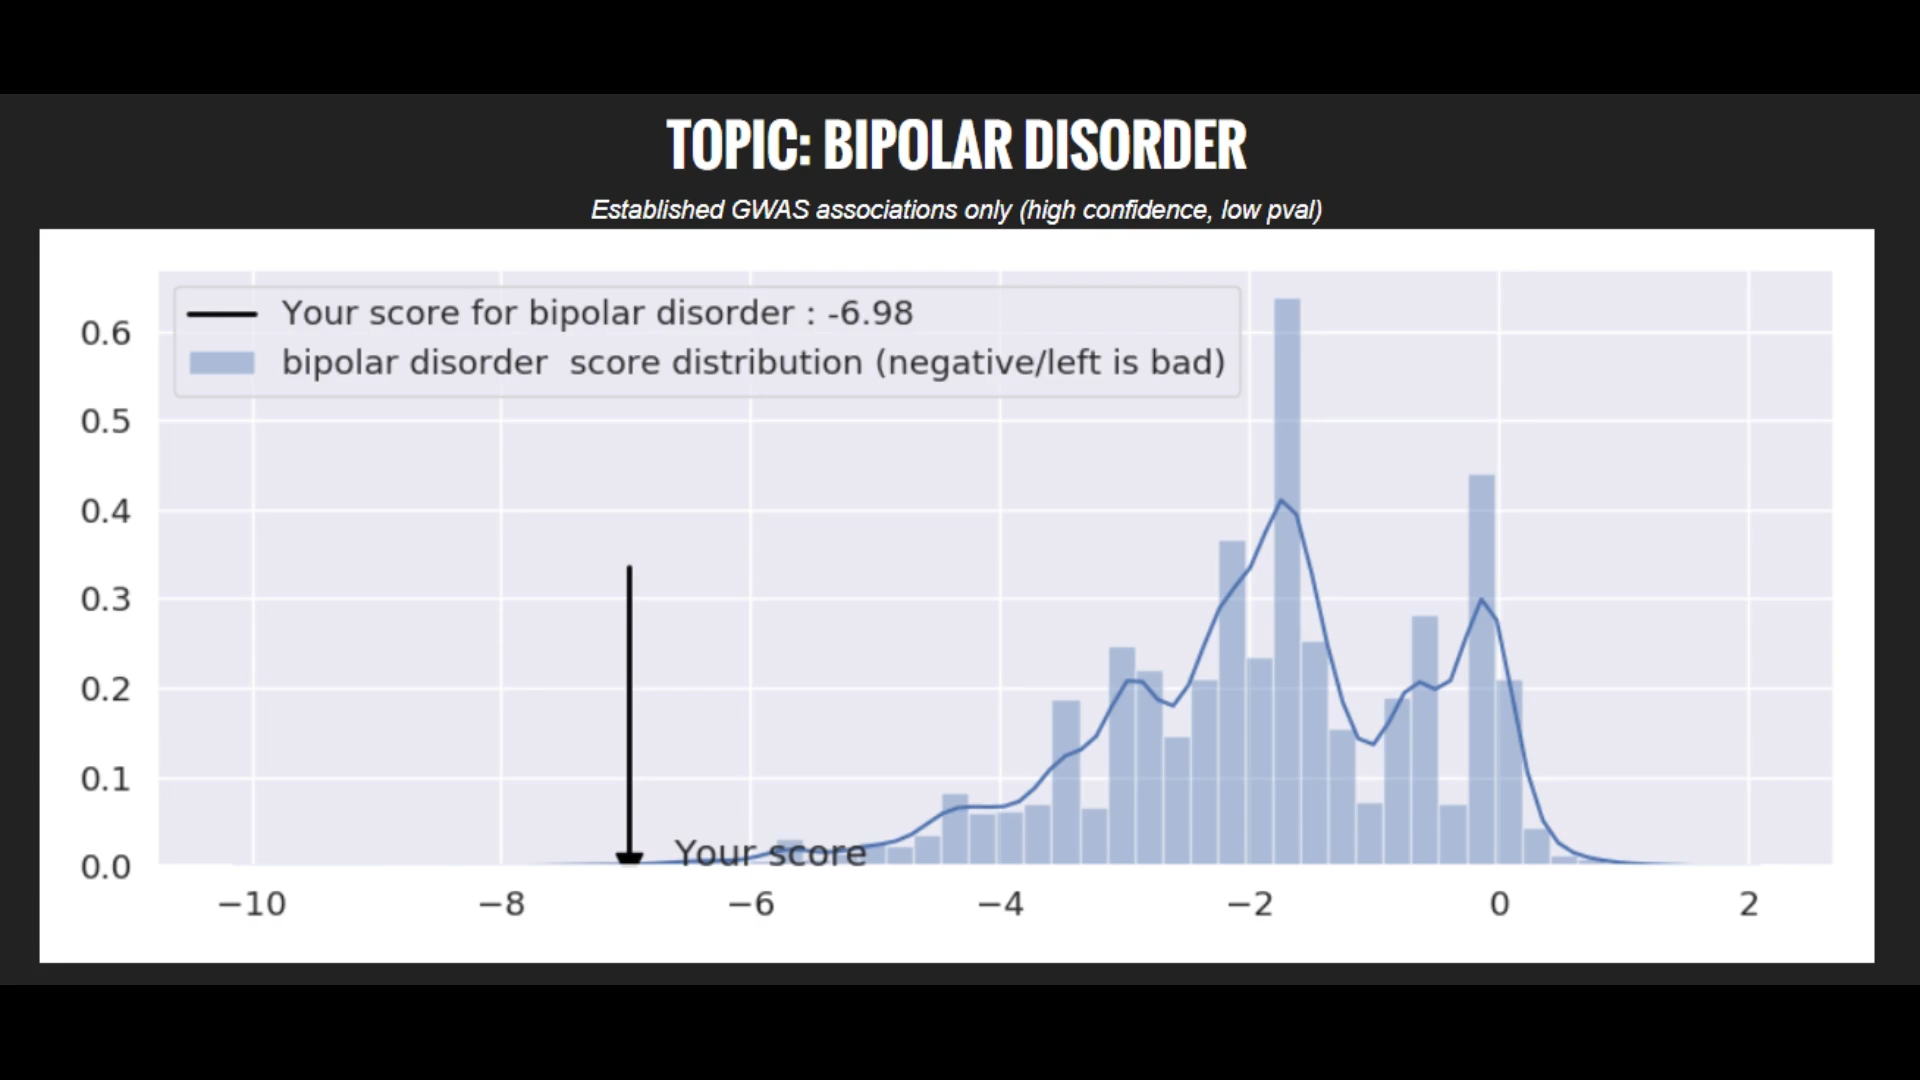 TOPIC: BIPOLAR DISORDER
Established GWAS associations only (high confidence, low pval)
Your score for bipolar disorder : -6.98
bipolar disorder  score distribution (negative/left is bad)
0.6
0.5
0.4
0.3
0.2
0.1
0.0
Your score
−10 −8 −6 −4 −2 0 2